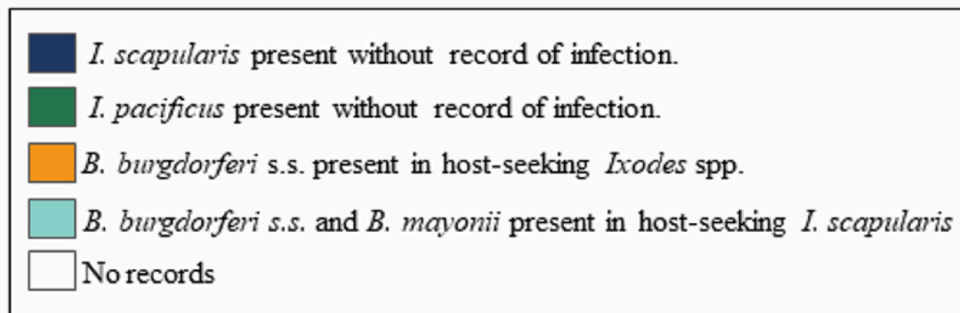 I. scapularis present without record of infection.
I. pacificus present without record of infection.
B. burgdorferi s.s. present in host-seeking Ixodes spp.
B. burgdorferi s.s. and B. mayonii present in host-seeking I. scapularis
No records